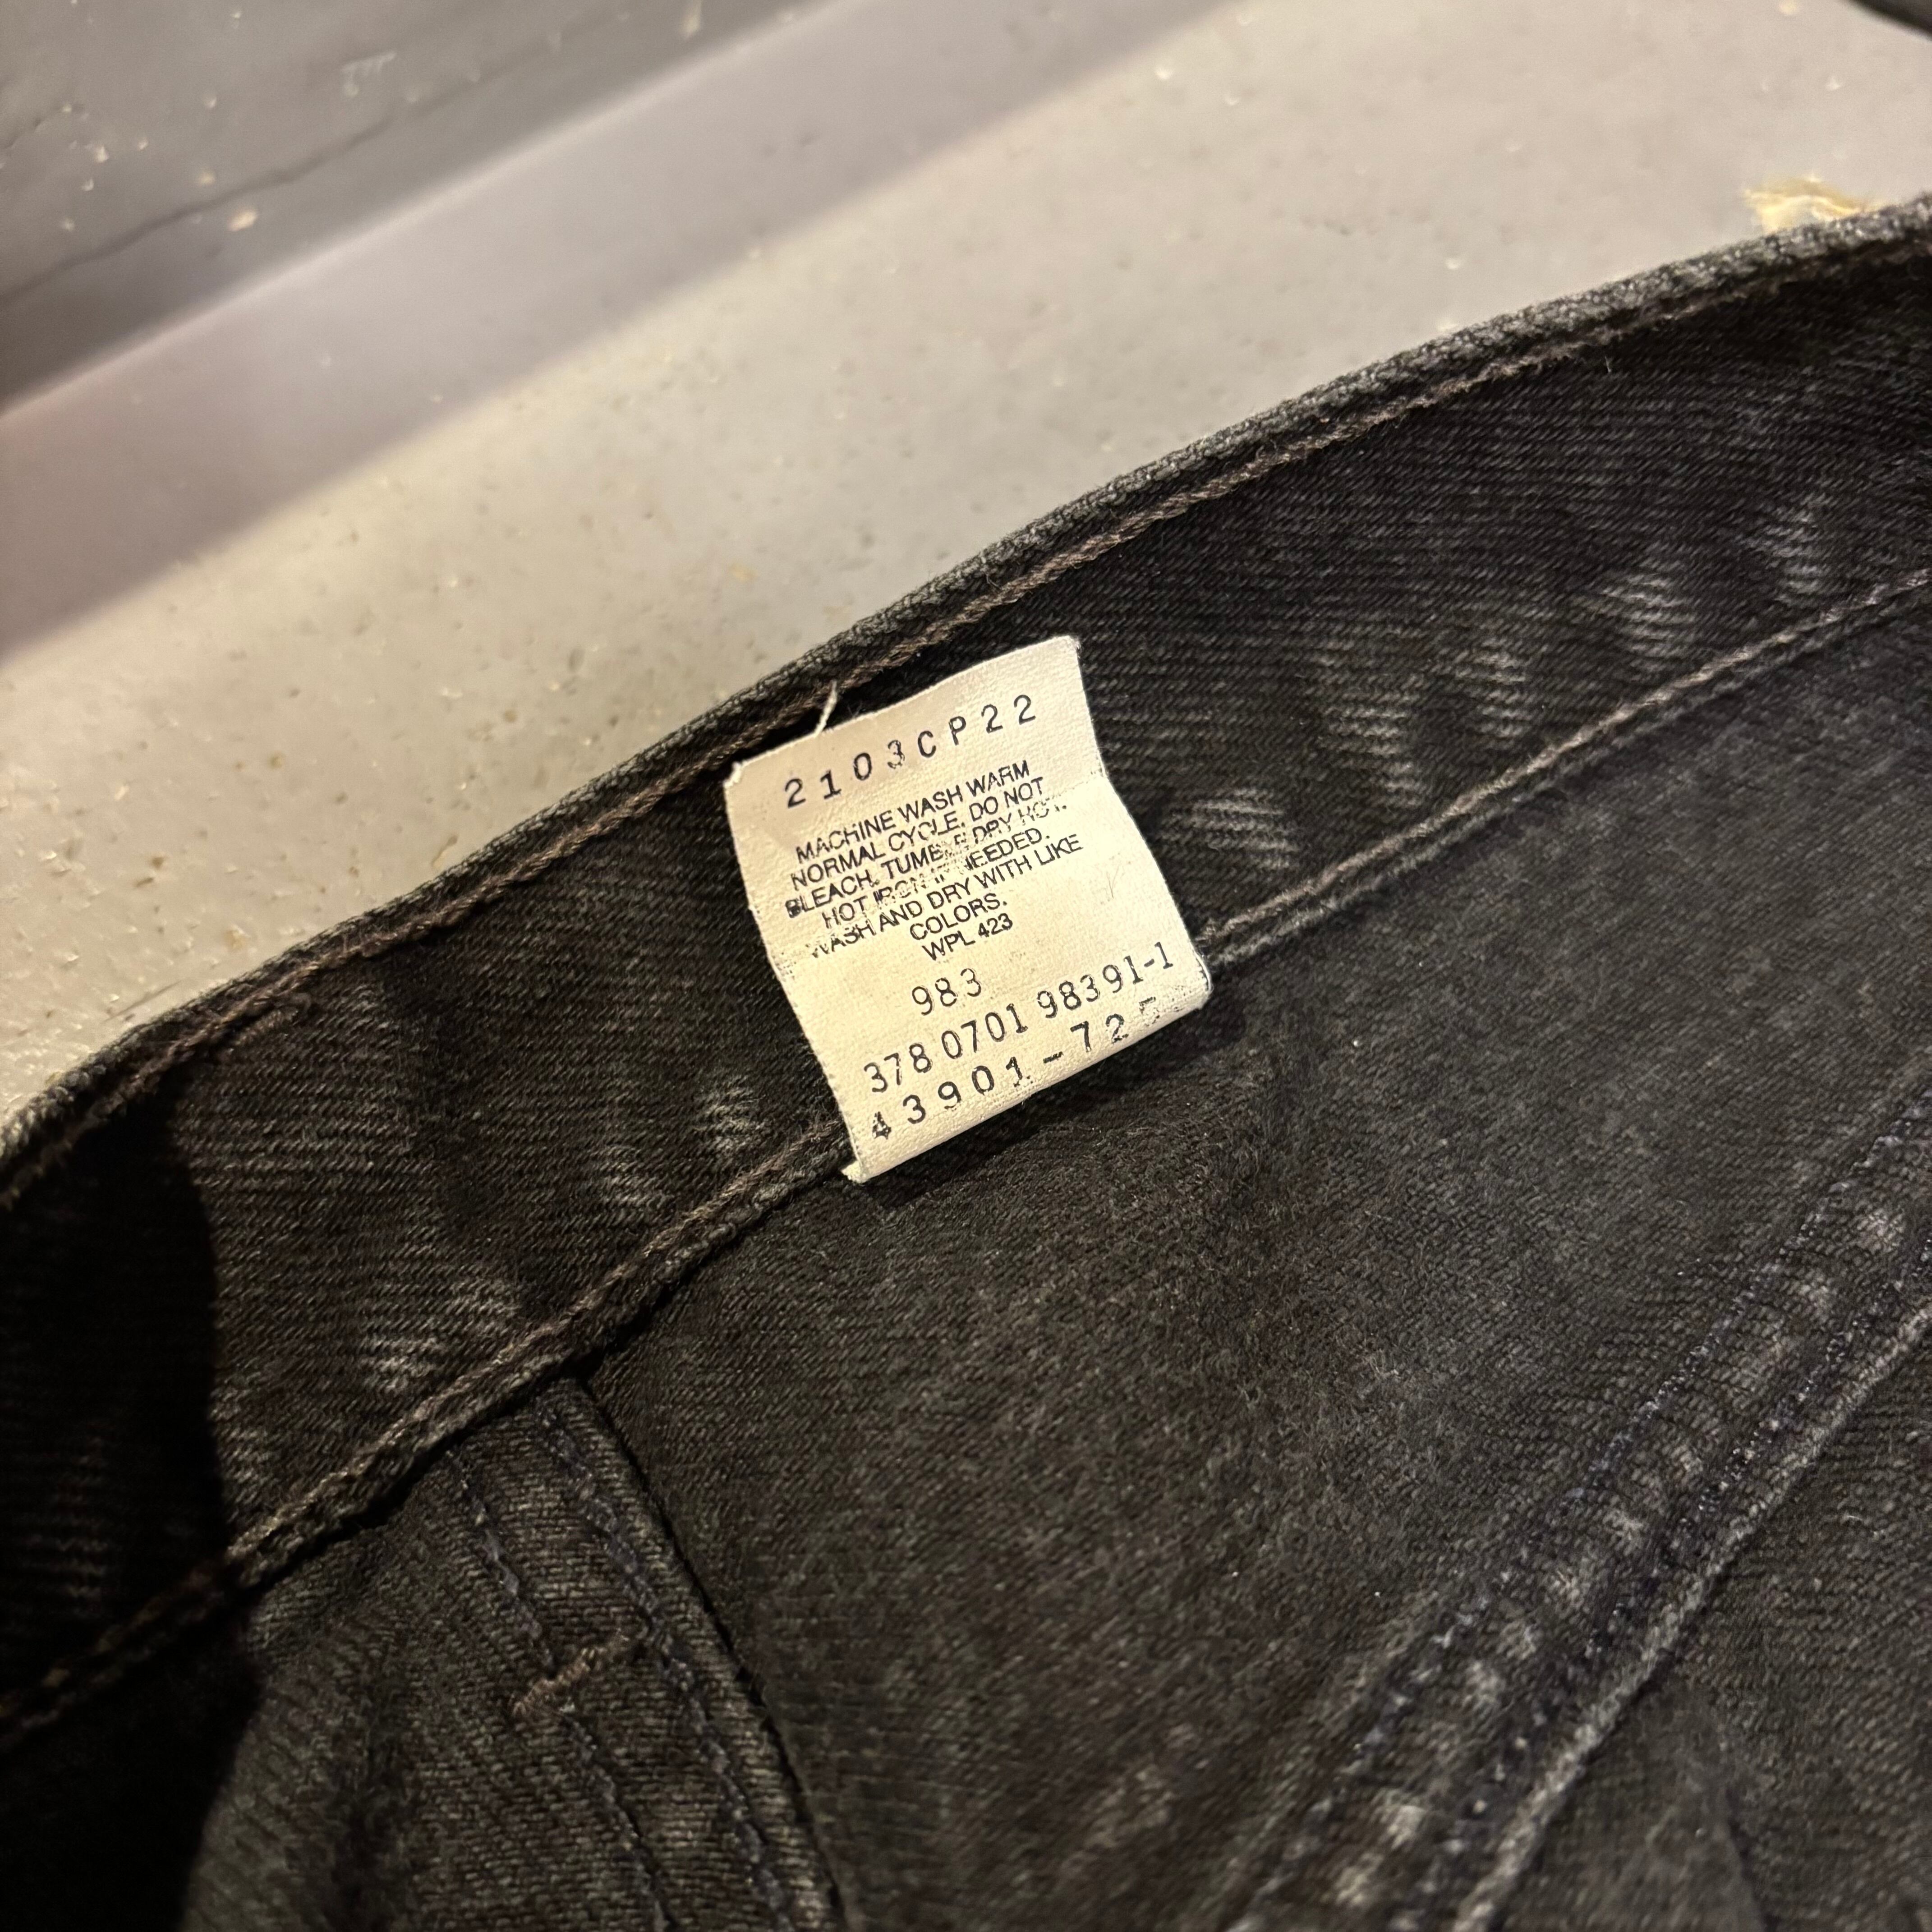 2103CP22
MACHINE WASH WARM
NORMAL CYCLE. DO NOT
BLEACH. TUMBLE DRY HOT.
HOT IRON IF NEEDED.
WASH AND DRY WITH LIKE
COLORS.
WPL 423
983
378 0701 98391-1
43901-725